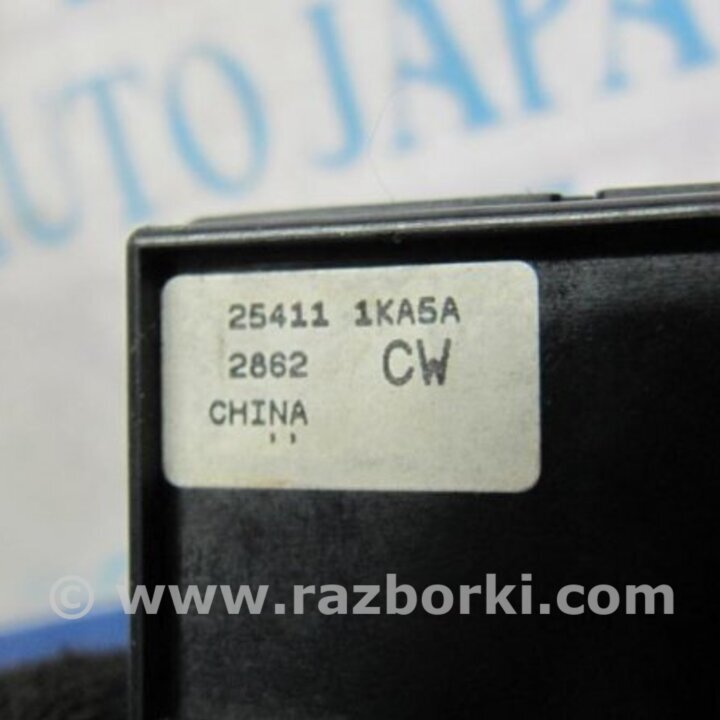 AUTO JAPA
25411 1KA5A
2862 CW
CHINA
© www.razborki.com